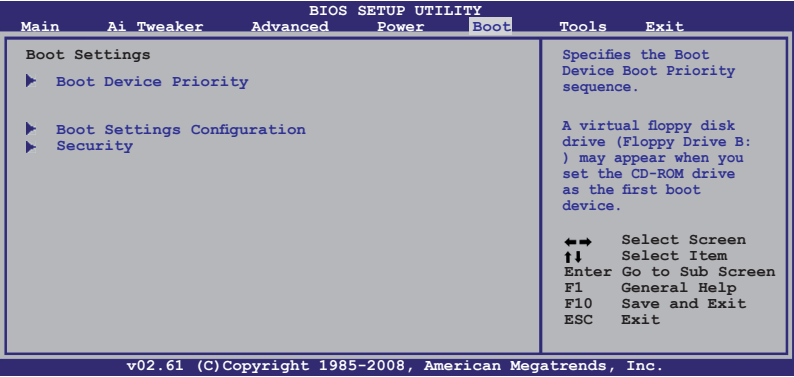 BIOS SETUP UTILITY
Main Ai Tweaker Advanced Power Boot Tools Exit
Boot Settings
Boot Device Priority
Boot Settings Configuration
Security
Specifies the Boot
Device Boot Priority
sequence.
A virtual floppy disk
drive (Floppy Drive B:
) may appear when you
set the CD-ROM drive
as the first boot
device.
Select Screen
Select Item
Enter Go to Sub Screen
F1 General Help
F10 Save and Exit
ESC Exit
v02.61 (C)Copyright 1985-2008, American Megatrends, Inc.